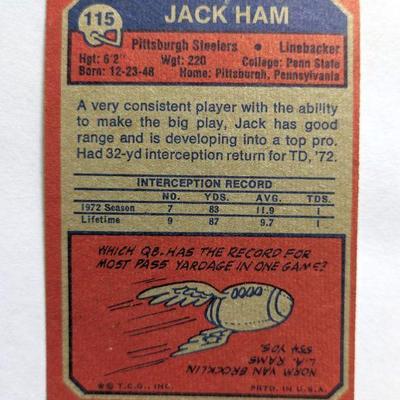 115
JACK HAM
Pittsburgh Steelers • Linebacker
Hgt: 6'2" Wgt: 220 College: Penn State
Born: 12-23-48 Home: Pittsburgh, Pennsylvania
A very consistent player with the ability
to make the big play, Jack has good
range and is developing into a top pro.
Had 32-yd interception return for TD, '72.
INTERCEPTION RECORD
NO. YDS. AVG. TDS.
1972 Season 7 83 11.9 1
Lifetime 9 87 9.7 1
WHICH QB. HAS THE RECORD FOR
MOST PASS YARDAGE IN ONE GAME?
NORM VAN BROCKLIN
L.A. RAMS
554 YDS.
*© T.C.G., INC. PRTD. IN U.S.A.